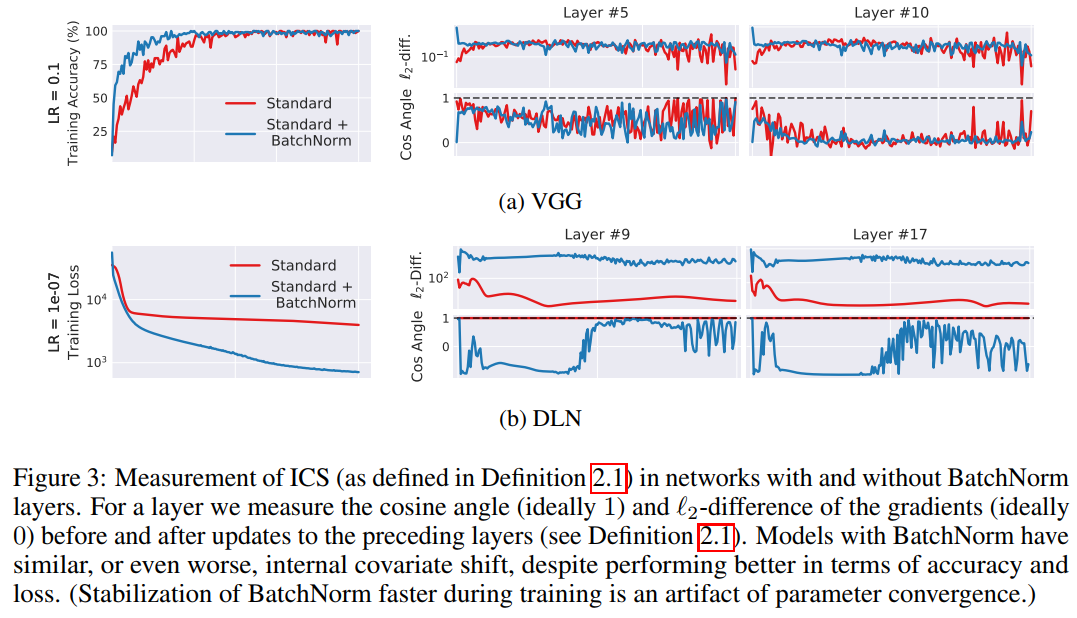 Layer #5
Layer #10
LR = 0.1
Training Accuracy (%)
100
75
50
25
Standard
Standard +
BatchNorm
ℓ₂-diff.
10⁻¹
Cos Angle
1
0
(a) VGG
Layer #9
Layer #17
LR = 1e-07
Training Loss
10⁴
10³
Standard
Standard +
BatchNorm
ℓ₂-Diff.
10²
Cos Angle
1
0
(b) DLN
Figure 3: Measurement of ICS (as defined in Definition 2.1) in networks with and without BatchNorm
layers. For a layer we measure the cosine angle (ideally 1) and ℓ₂-difference of the gradients (ideally
0) before and after updates to the preceding layers (see Definition 2.1). Models with BatchNorm have
similar, or even worse, internal covariate shift, despite performing better in terms of accuracy and
loss. (Stabilization of BatchNorm faster during training is an artifact of parameter convergence.)